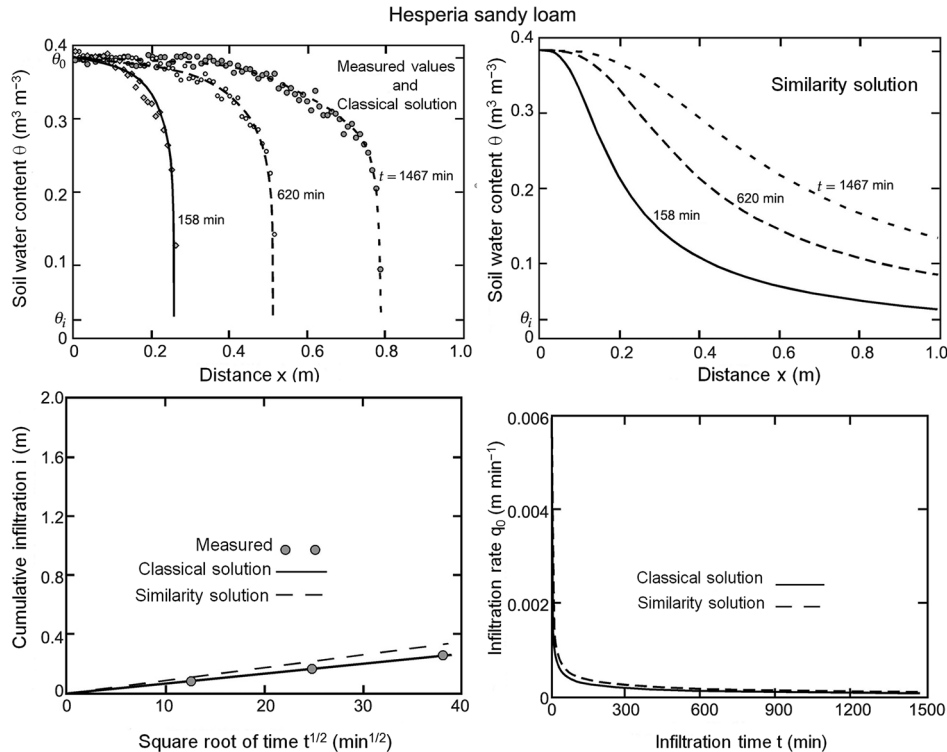 Hesperia sandy loam
Soil water content θ (m³ m⁻³)
0.4
θ₀
0.3
0.2
0.1
θᵢ
0
Measured values
and
Classical solution
t = 1467 min
620 min
158 min
0 0.2 0.4 0.6 0.8 1.0
Distance x (m)
Soil water content θ (m³ m⁻³)
0.4
0.3
0.2
0.1
θᵢ
0
Similarity solution
t = 1467 min
620 min
158 min
0 0.2 0.4 0.6 0.8 1.0
Distance x (m)
Cumulative infiltration i (m)
2.0
1.6
1.2
0.8
0.4
0
Measured
Classical solution
Similarity solution
0 10 20 30 40
Square root of time t¹/² (min¹/²)
Infiltration rate q₀ (m min⁻¹)
0.006
0.004
0.002
0
Classical solution
Similarity solution
0 300 600 900 1200 1500
Infiltration time t (min)